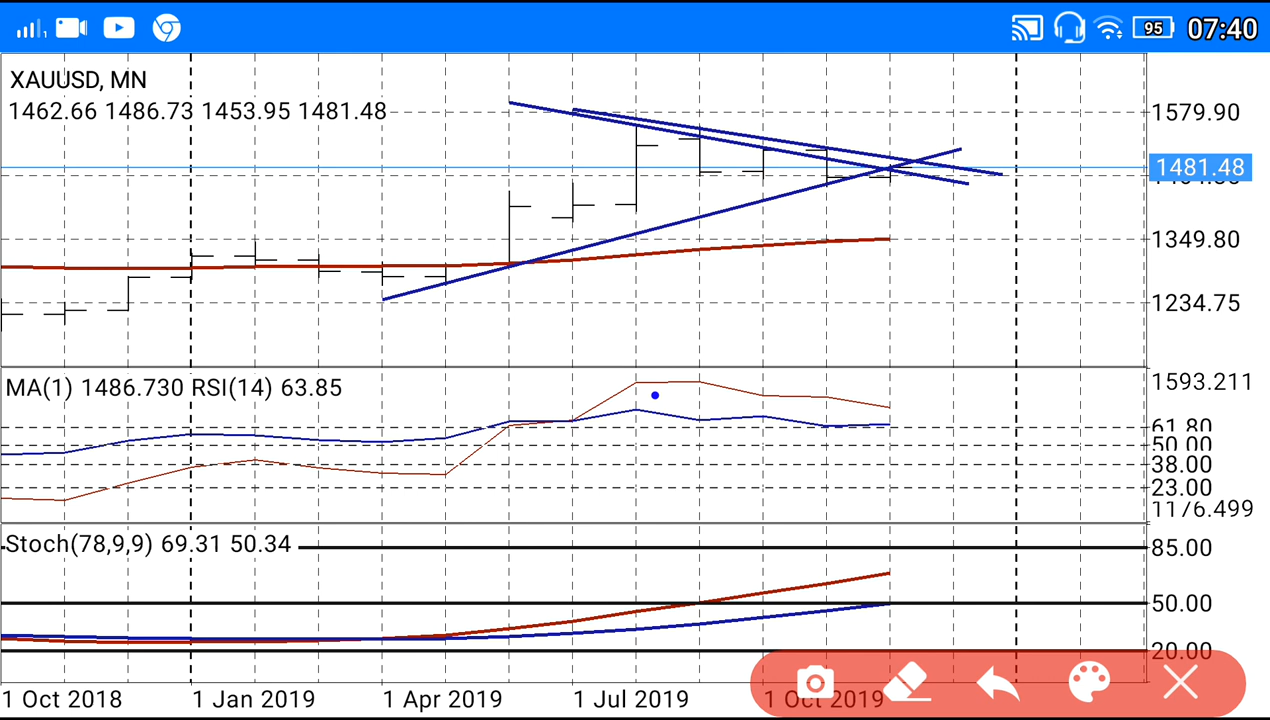 95 07:40
XAUUSD, MN
1462.66 1486.73 1453.95 1481.48
1579.90
1481.48
1349.80
1234.75
MA(1) 1486.730 RSI(14) 63.85
1593.211
61.80
50.00
38.00
23.00
1176.499
Stoch(78,9,9) 69.31 50.34
85.00
50.00
20.00
1 Oct 2018 1 Jan 2019 1 Apr 2019 1 Jul 2019 1 Oct 2019